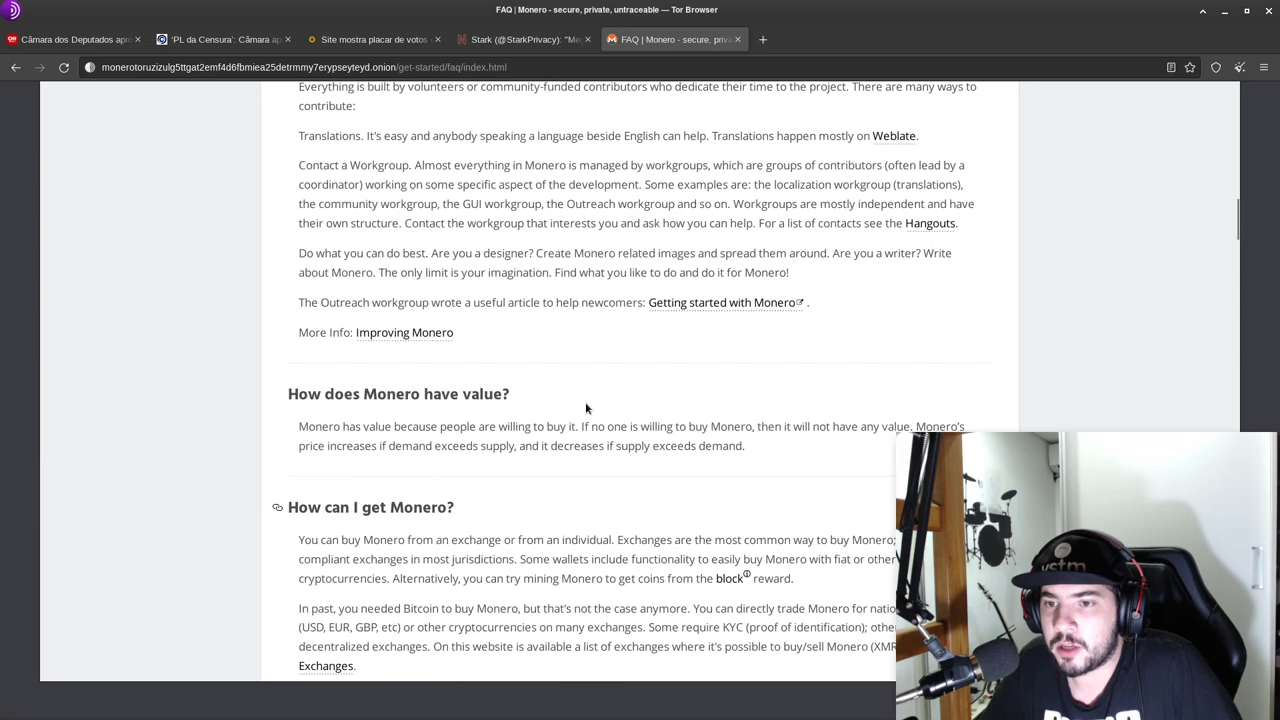 FAQ | Monero - secure, private, untraceable — Tor Browser
Câmara dos Deputados apr
'PL da Censura': Câmara ap
Site mostra placar de votos
Stark (@StarkPrivacy): "Me
FAQ | Monero - secure, priva
monerotoruzizulg5ttgat2emf4d6fbmiea25detrmmy7erypseyteyd.onion/get-started/faq/index.html
Everything is built by volunteers or community-funded contributors who dedicate their time to the project. There are many ways to
contribute:
Translations. It's easy and anybody speaking a language beside English can help. Translations happen mostly on Weblate.
Contact a Workgroup. Almost everything in Monero is managed by workgroups, which are groups of contributors (often lead by a
coordinator) working on some specific aspect of the development. Some examples are: the localization workgroup (translations),
the community workgroup, the GUI workgroup, the Outreach workgroup and so on. Workgroups are mostly independent and have
their own structure. Contact the workgroup that interests you and ask how you can help. For a list of contacts see the Hangouts.
Do what you can do best. Are you a designer? Create Monero related images and spread them around. Are you a writer? Write
about Monero. The only limit is your imagination. Find what you like to do and do it for Monero!
The Outreach workgroup wrote a useful article to help newcomers: Getting started with Monero .
More Info: Improving Monero
How does Monero have value?
Monero has value because people are willing to buy it. If no one is willing to buy Monero, then it will not have any value. Monero's
price increases if demand exceeds supply, and it decreases if supply exceeds demand.
How can I get Monero?
You can buy Monero from an exchange or from an individual. Exchanges are the most common way to buy Monero;
compliant exchanges in most jurisdictions. Some wallets include functionality to easily buy Monero with fiat or other
cryptocurrencies. Alternatively, you can try mining Monero to get coins from the block reward.
In past, you needed Bitcoin to buy Monero, but that's not the case anymore. You can directly trade Monero for natio
(USD, EUR, GBP, etc) or other cryptocurrencies on many exchanges. Some require KYC (proof of identification); othe
decentralized exchanges. On this website is available a list of exchanges where it's possible to buy/sell Monero (XMR
Exchanges.